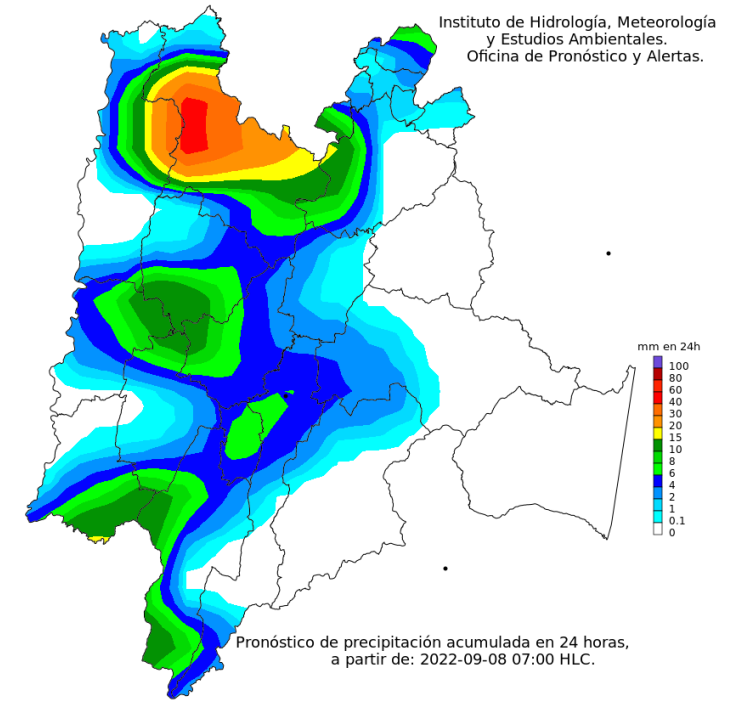 Instituto de Hidrología, Meteorología
y Estudios Ambientales.
Oficina de Pronóstico y Alertas.
mm en 24h
100
80
60
40
30
20
15
10
8
6
4
2
1
0.1
0
Pronóstico de precipitación acumulada en 24 horas,
a partir de: 2022-09-08 07:00 HLC.